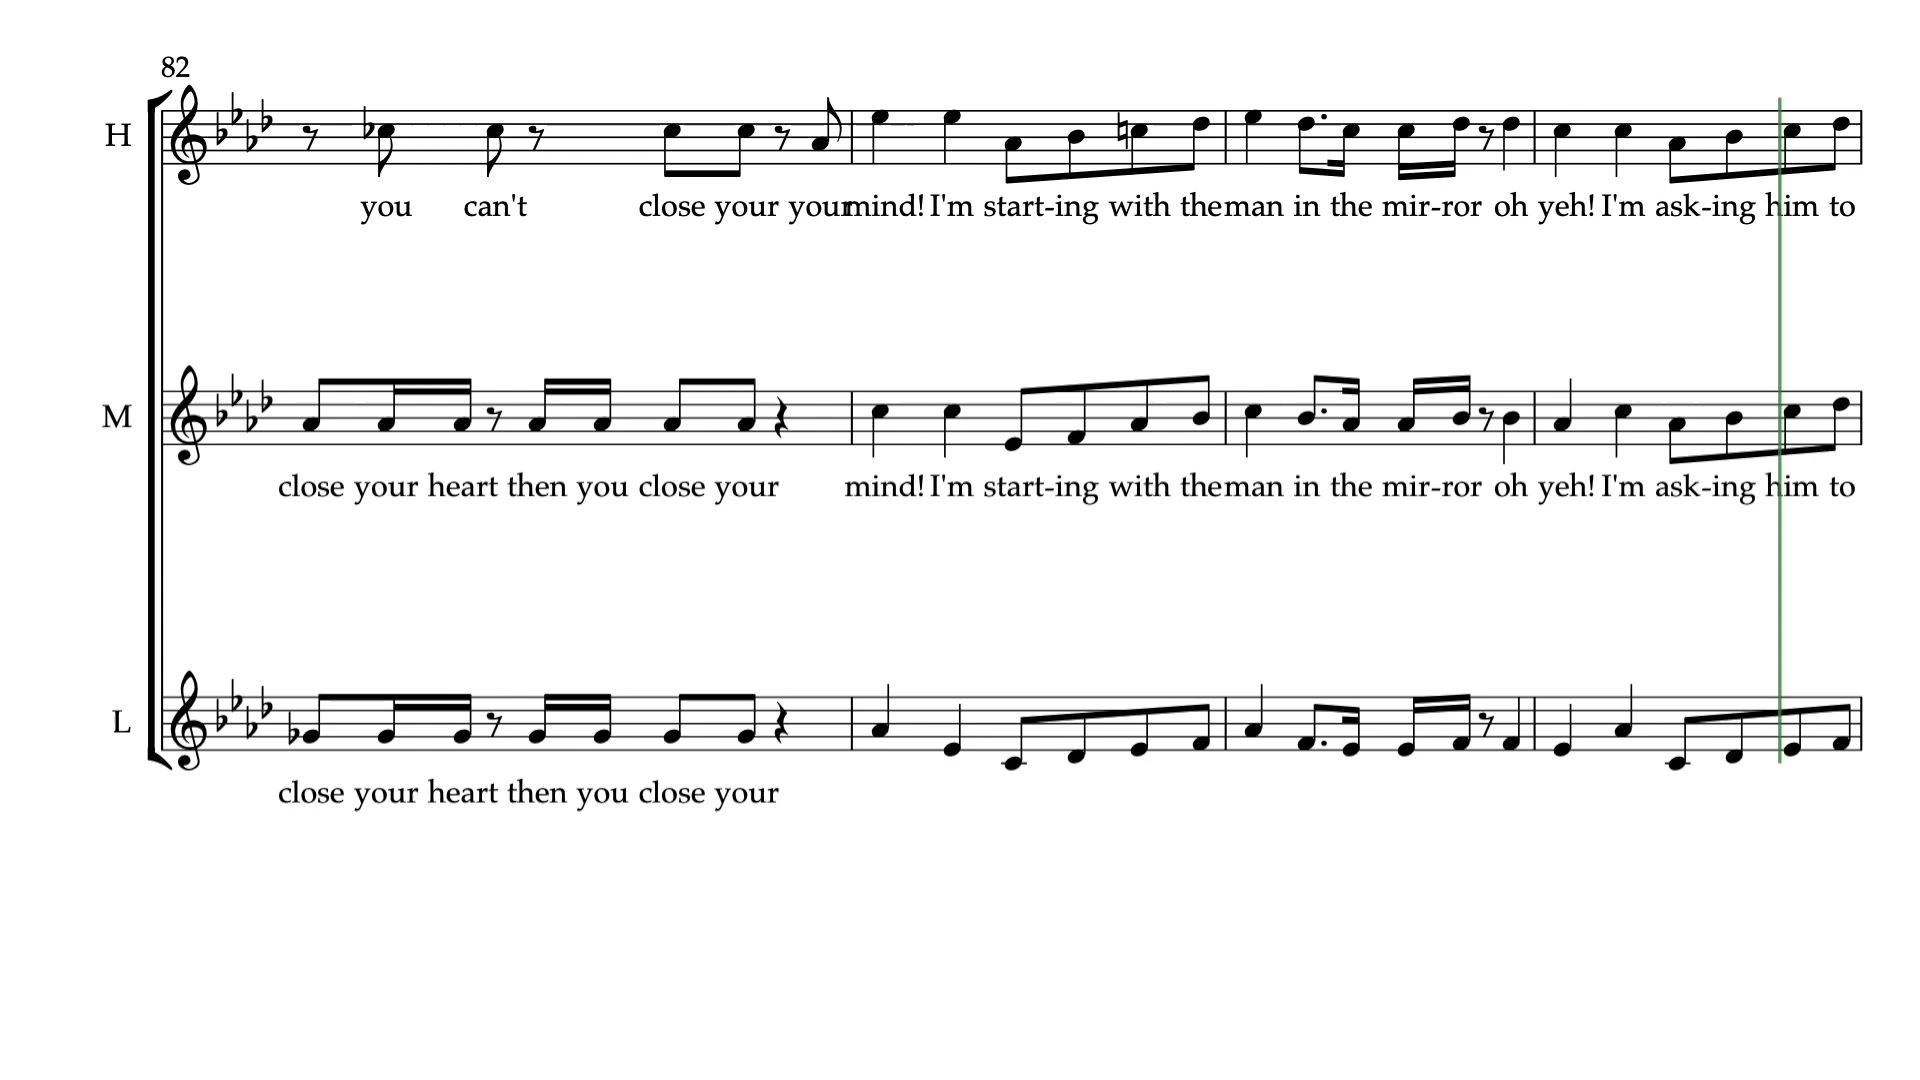 82
H
you can't close your your mind! I'm start-ing with the man in the mir-ror oh yeh! I'm ask-ing him to
M
close your heart then you close your mind! I'm start-ing with the man in the mir-ror oh yeh! I'm ask-ing him to
L
close your heart then you close your